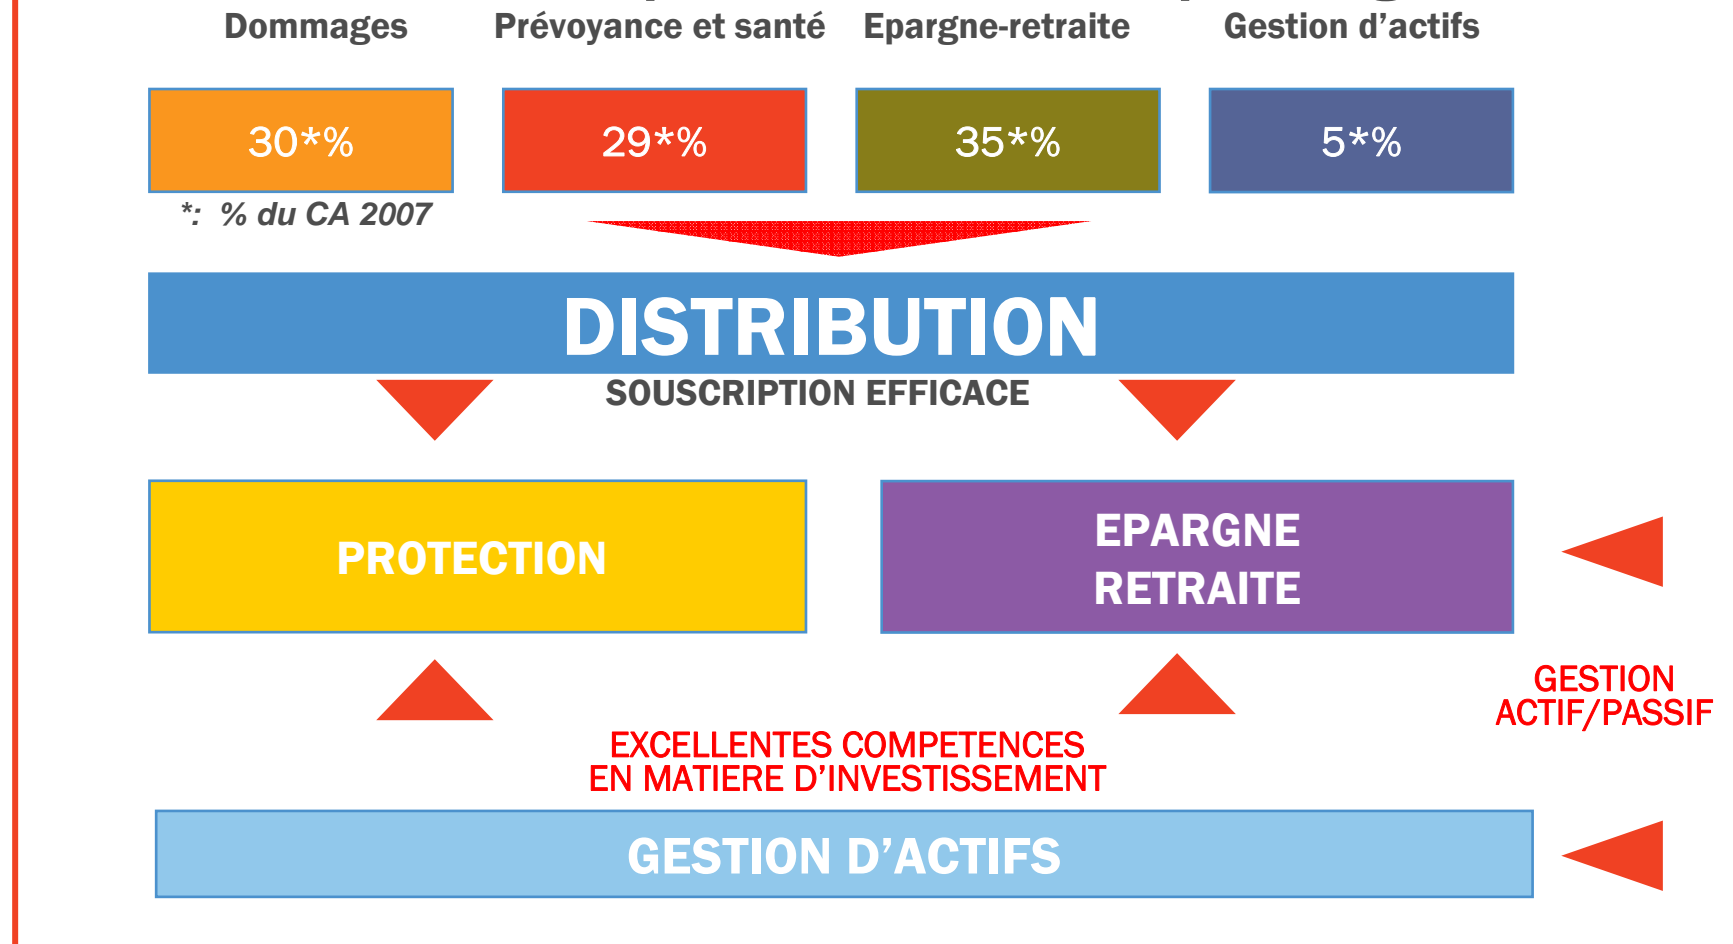 Dommages Prévoyance et santé Epargne-retraite Gestion d’actifs
30*% 29*% 35*% 5*%
*: % du CA 2007
DISTRIBUTION
SOUSCRIPTION EFFICACE
PROTECTION
EPARGNE
RETRAITE
GESTION
ACTIF/PASSIF
EXCELLENTES COMPETENCES
EN MATIERE D’INVESTISSEMENT
GESTION D’ACTIFS